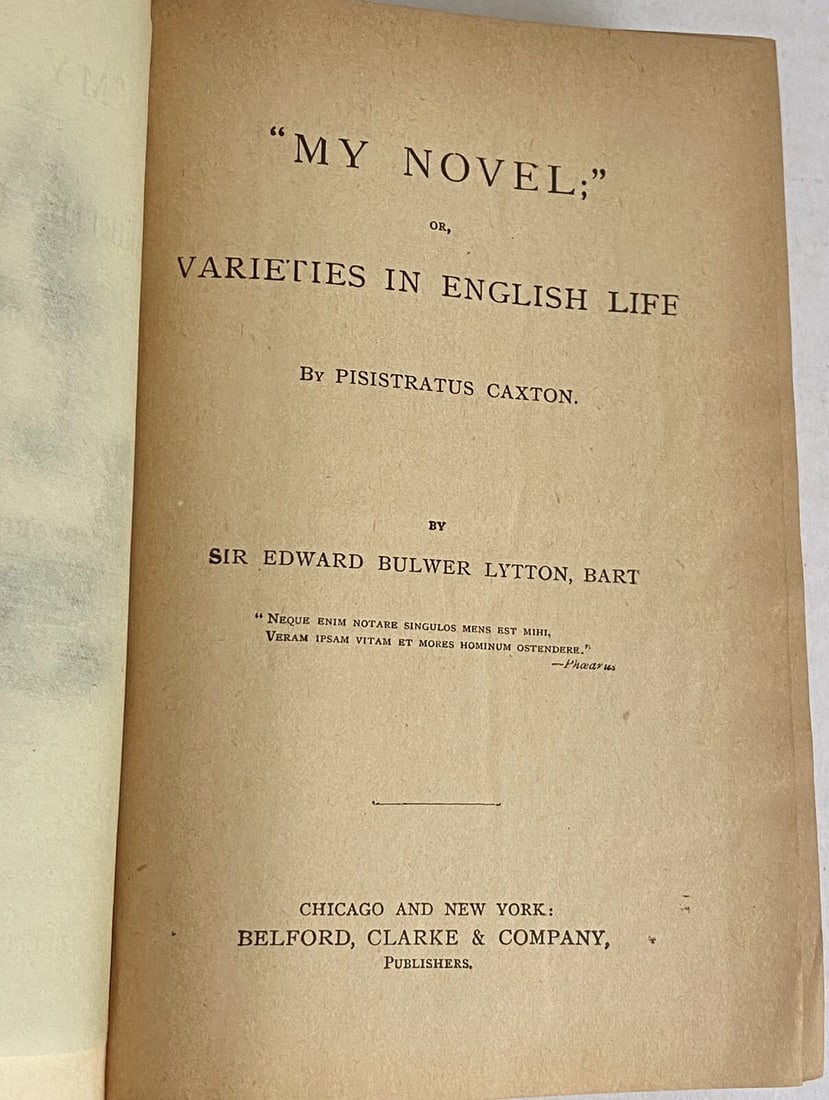 “MY NOVEL;”
OR,
VARIETIES IN ENGLISH LIFE
By PISISTRATUS CAXTON.
BY
SIR EDWARD BULWER LYTTON, BART
“ NEQUE ENIM NOTARE SINGULOS MENS EST MIHI,
VERAM IPSAM VITAM ET MORES HOMINUM OSTENDERE.”
—Phædrus
CHICAGO AND NEW YORK:
BELFORD, CLARKE & COMPANY,
PUBLISHERS.